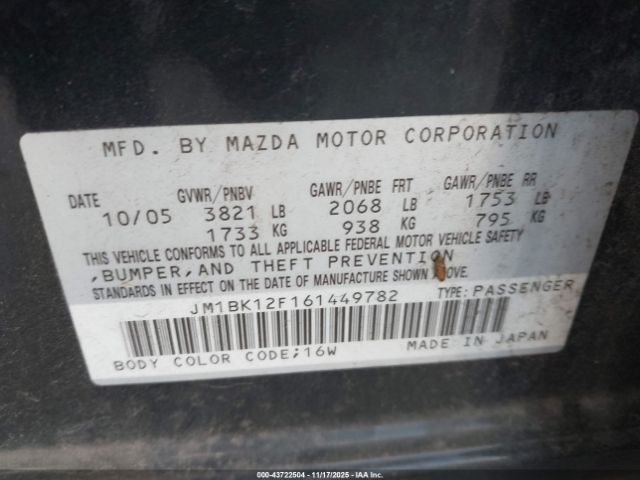 MFD. BY MAZDA MOTOR CORPORATION
DATE GVWR/PNBV GAWR/PNBE FRT GAWR/PNBE RR
10/05 3821 LB 2068 LB 1753 LB
1733 KG 938 KG 795 KG
THIS VEHICLE CONFORMS TO ALL APPLICABLE FEDERAL MOTOR VEHICLE SAFETY
,BUMPER,AND THEFT PREVENTION
STANDARDS IN EFFECT ON THE DATE OF MANUFACTURE SHOWN ABOVE.
JM1BK12F161449782 TYPE: PASSENGER
BODY COLOR CODE;16W MADE IN JAPAN
000-43722504 - 11/17/2025 - IAAI Inc.